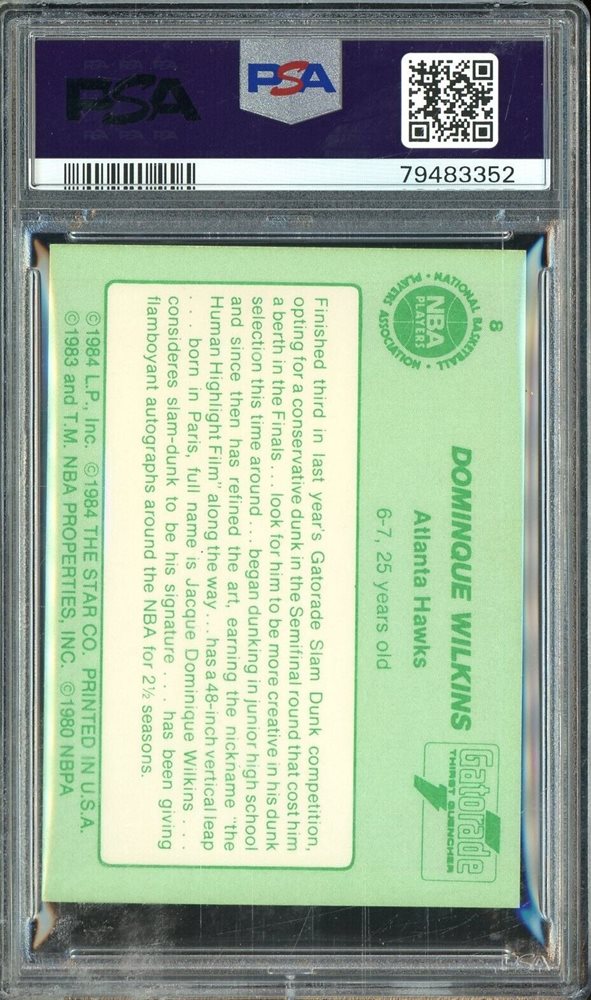 PSA
PSA
79483352
8
NATIONAL BASKETBALL
PLAYERS ASSOCIATION
NBA
PLAYERS
DOMINQUE WILKINS
Atlanta Hawks
6-7, 25 years old
Gatorade
THIRST QUENCHER
Finished third in last year's Gatorade Slam Dunk competition,
opting for a conservative dunk in the Semifinal round that cost him
a berth in the Finals . . . look for him to be more creative in his dunk
selection this time around . . . began dunking in junior high school
and since then has refined the art, earning the nickname "the
Human Highlight Film" along the way . . . has a 48-inch vertical leap
. . . born in Paris, full name is Jacque Dominique Wilkins . . .
consideres slam-dunk to be his signature . . . has been giving
flamboyant autographs around the NBA for 2½ seasons.
©1984 L.P., Inc. ©1984 THE STAR CO. PRINTED IN U.S.A.
©1983 and T.M. NBA PROPERTIES, INC. ©1980 NBPA
PSA